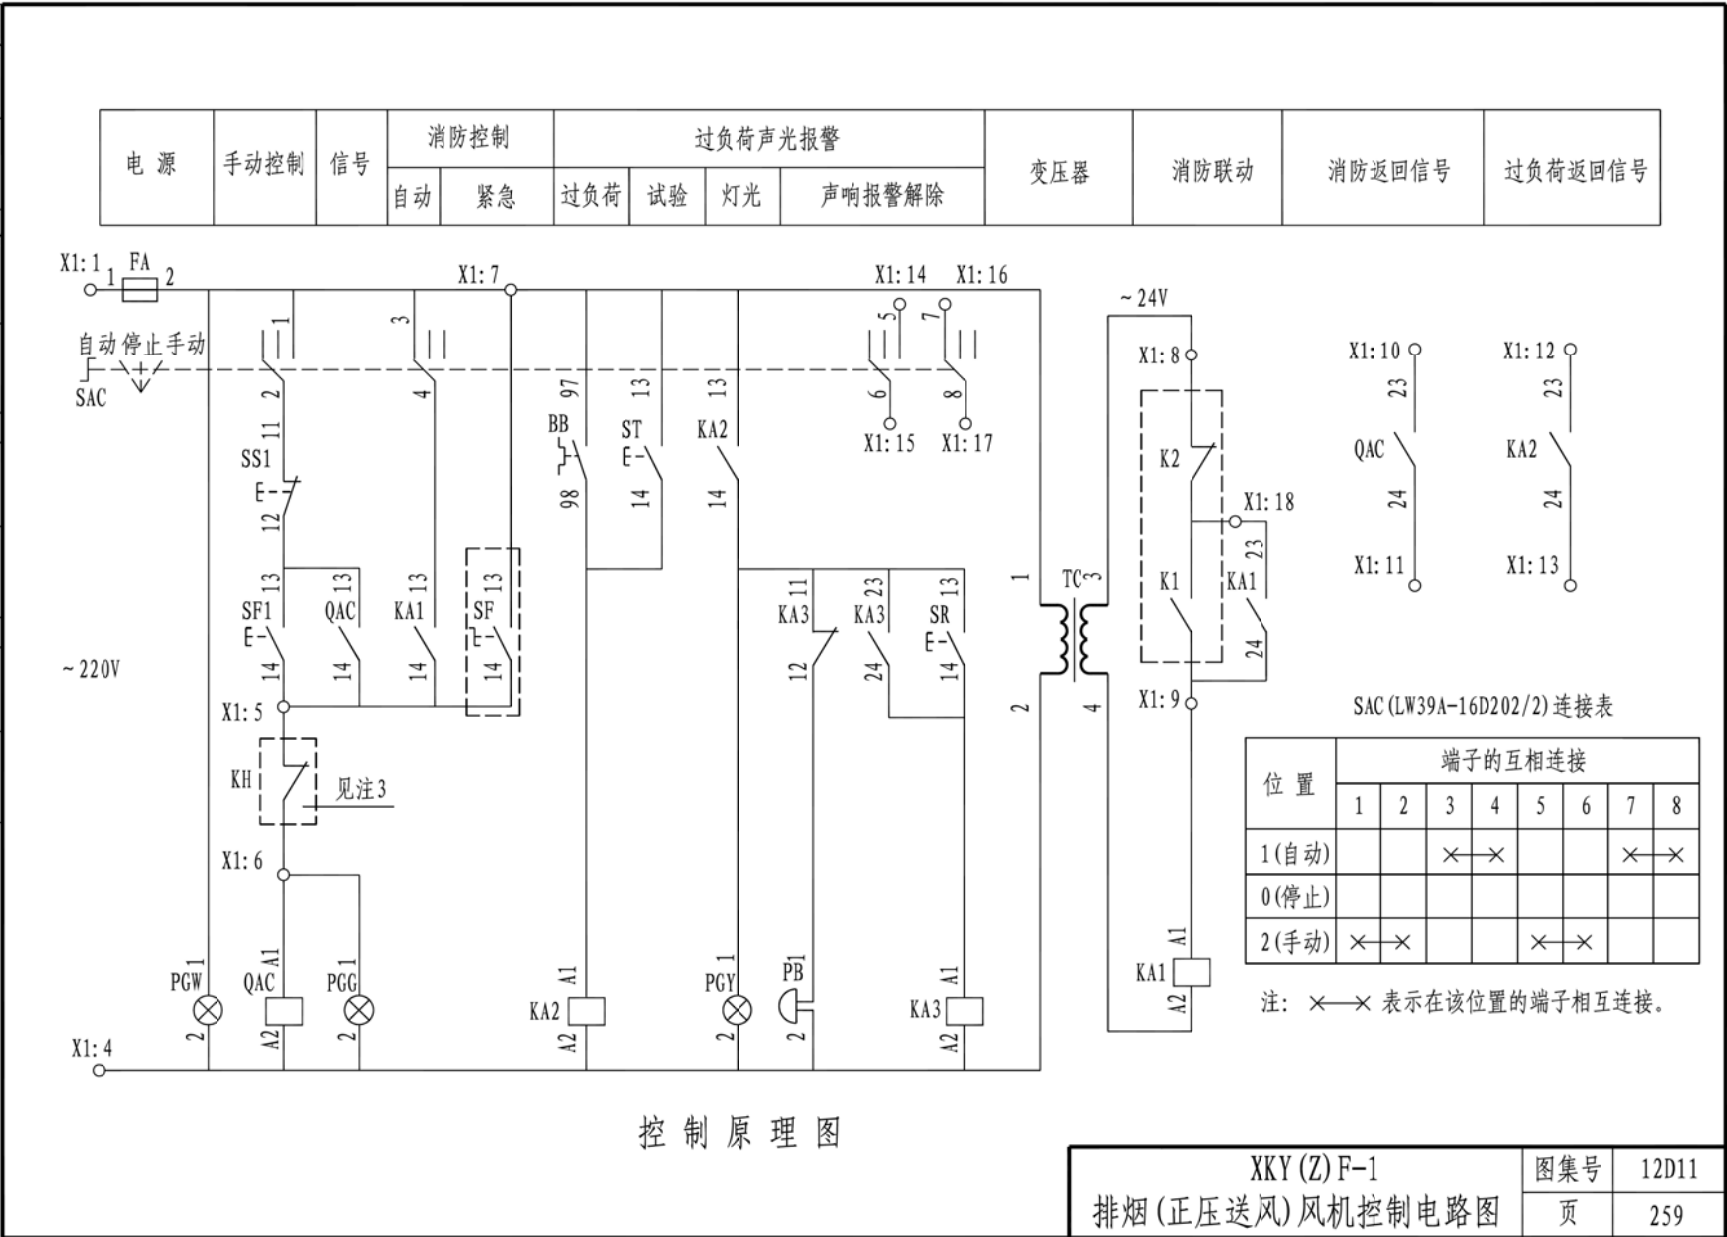 电 源
手动控制
信号
消防控制
自动
紧急
过负荷声光报警
过负荷
试验
灯光
声响报警解除
变压器
消防联动
消防返回信号
过负荷返回信号
X1:1
1
FA
2
X1:7
X1:14
X1:16
~24V
1
3
5
7
自动 停止 手动
SAC
2
4
6
8
X1:15
X1:17
X1:8
X1:10
X1:12
11
SS1
12
97
BB
98
13
ST
14
13
KA2
14
K2
X1:18
23
QAC
24
X1:11
23
KA2
24
X1:13
13
SF1
14
13
QAC
14
13
KA1
14
13
SF
14
11
KA3
12
23
KA3
24
13
SR
14
1
TC
3
2
4
K1
23
KA1
24
~220V
X1:5
X1:9
KH
见注3
X1:6
SAC(LW39A-16D202/2)连接表
位 置
端子的互相连接
1 2 3 4 5 6 7 8
1(自动)
0(停止)
2(手动)
注: ×—× 表示在该位置的端子相互连接。
1
PGW
2
A1
QAC
A2
1
PGG
2
A1
KA2
A2
1
PGY
2
1
PB
2
A1
KA3
A2
A1
KA1
A2
X1:4
控 制 原 理 图
XKY(Z)F-1
排烟(正压送风)风机控制电路图
图集号
12D11
页
259